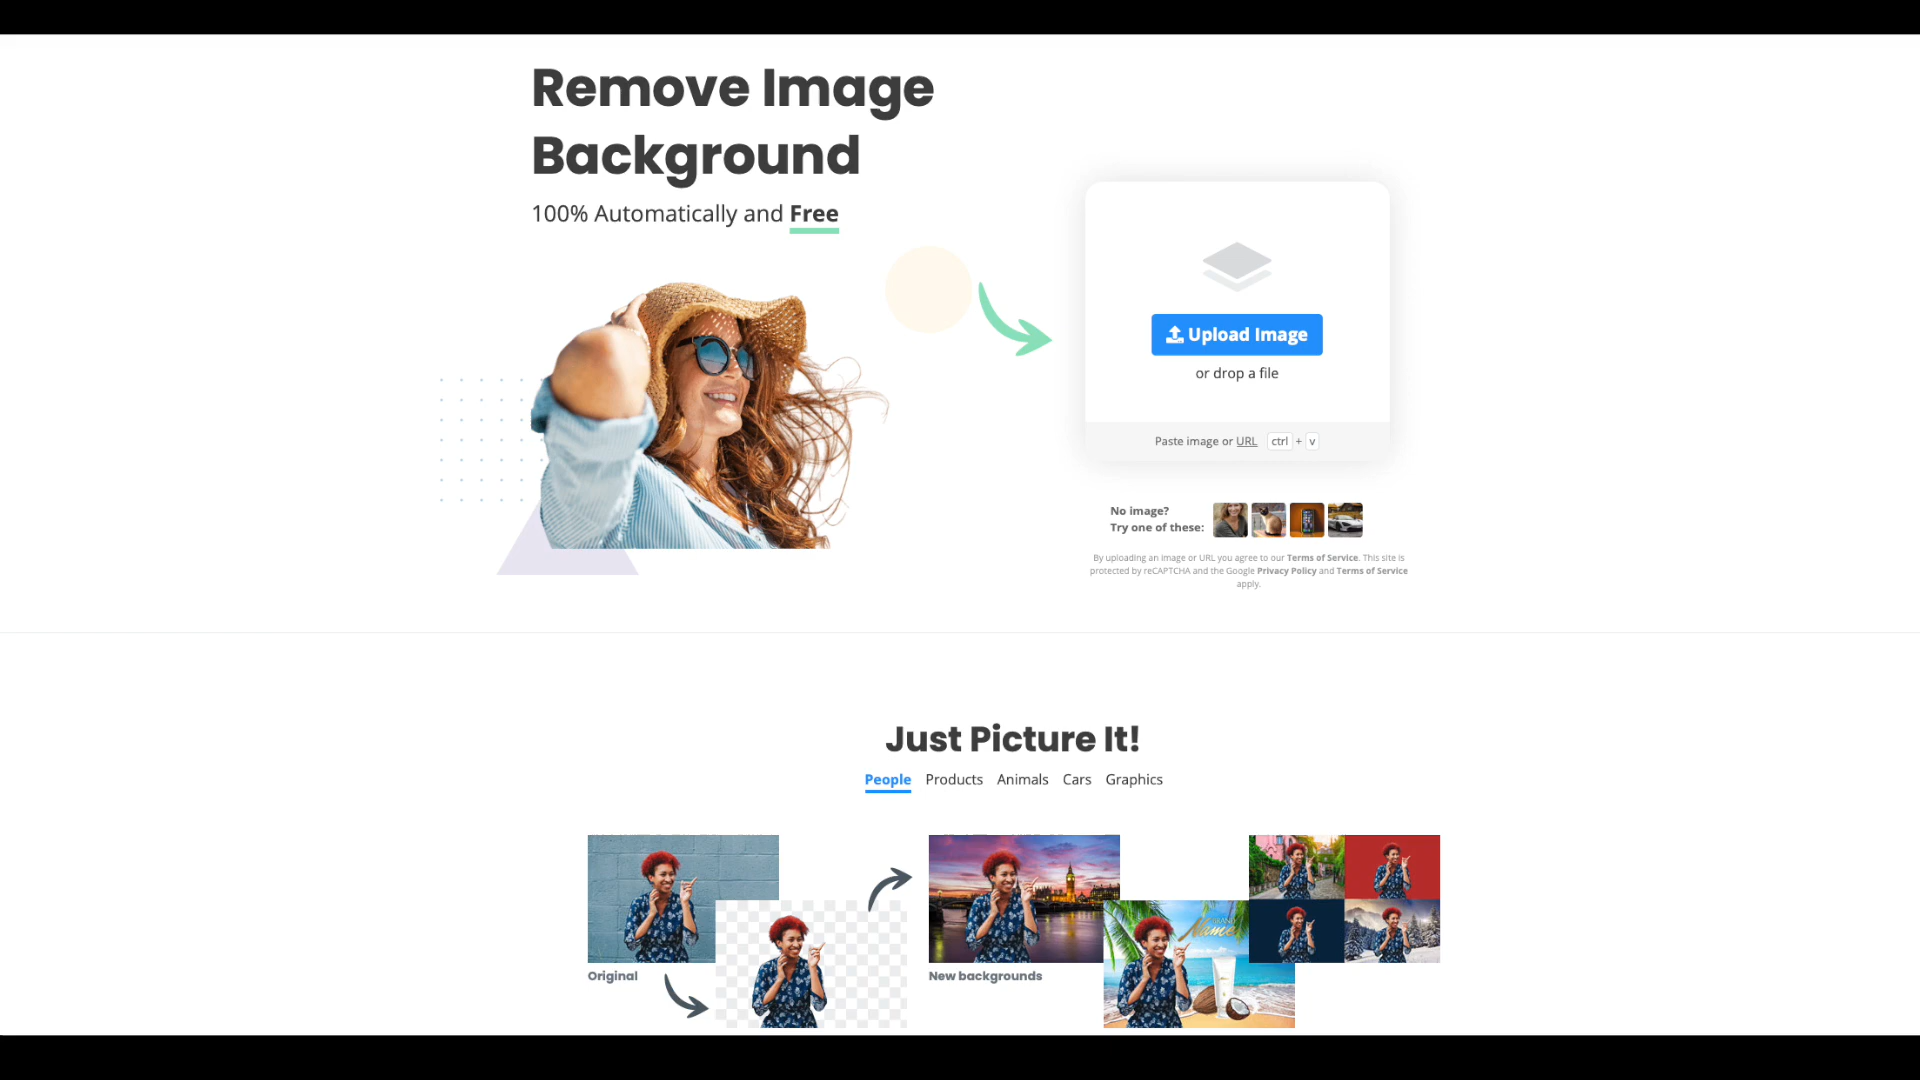 Remove Image
Background
100% Automatically and Free
Upload Image
or drop a file
Paste image or URL ctrl + v
No image?
Try one of these:
By uploading an image or URL you agree to our Terms of Service. This site is
protected by reCAPTCHA and the Google Privacy Policy and Terms of Service
apply.
Just Picture It!
People Products Animals Cars Graphics
BRAND
Name
Original
New backgrounds